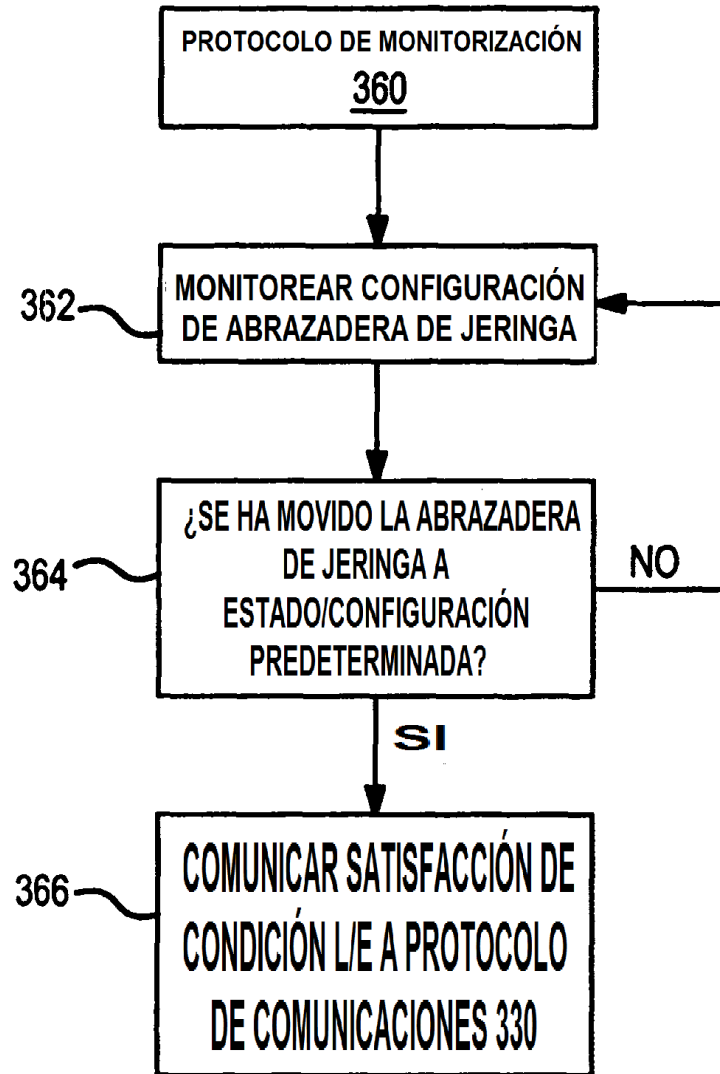 PROTOCOLO DE MONITORIZACIÓN
360
362
MONITOREAR CONFIGURACIÓN
DE ABRAZADERA DE JERINGA
364
¿SE HA MOVIDO LA ABRAZADERA
DE JERINGA A
ESTADO/CONFIGURACIÓN
PREDETERMINADA?
NO
SI
366
COMUNICAR SATISFACCIÓN DE
CONDICIÓN L/E A PROTOCOLO
DE COMUNICACIONES 330